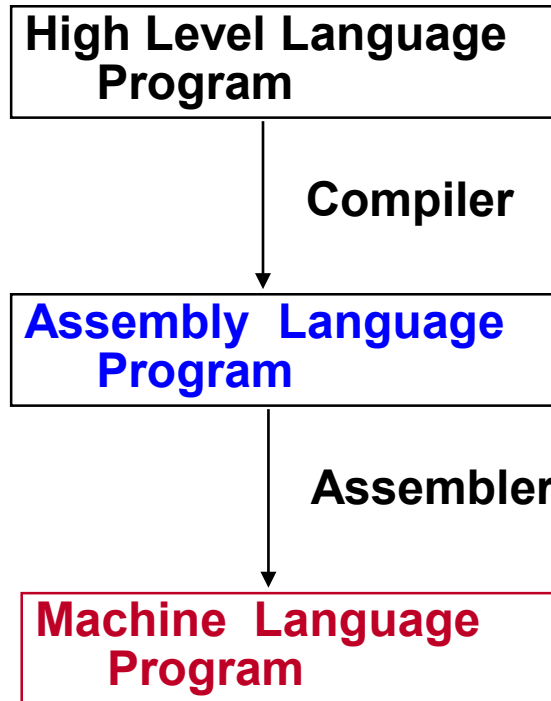 High Level Language
Program
Compiler
Assembly Language
Program
Assembler
Machine Language
Program